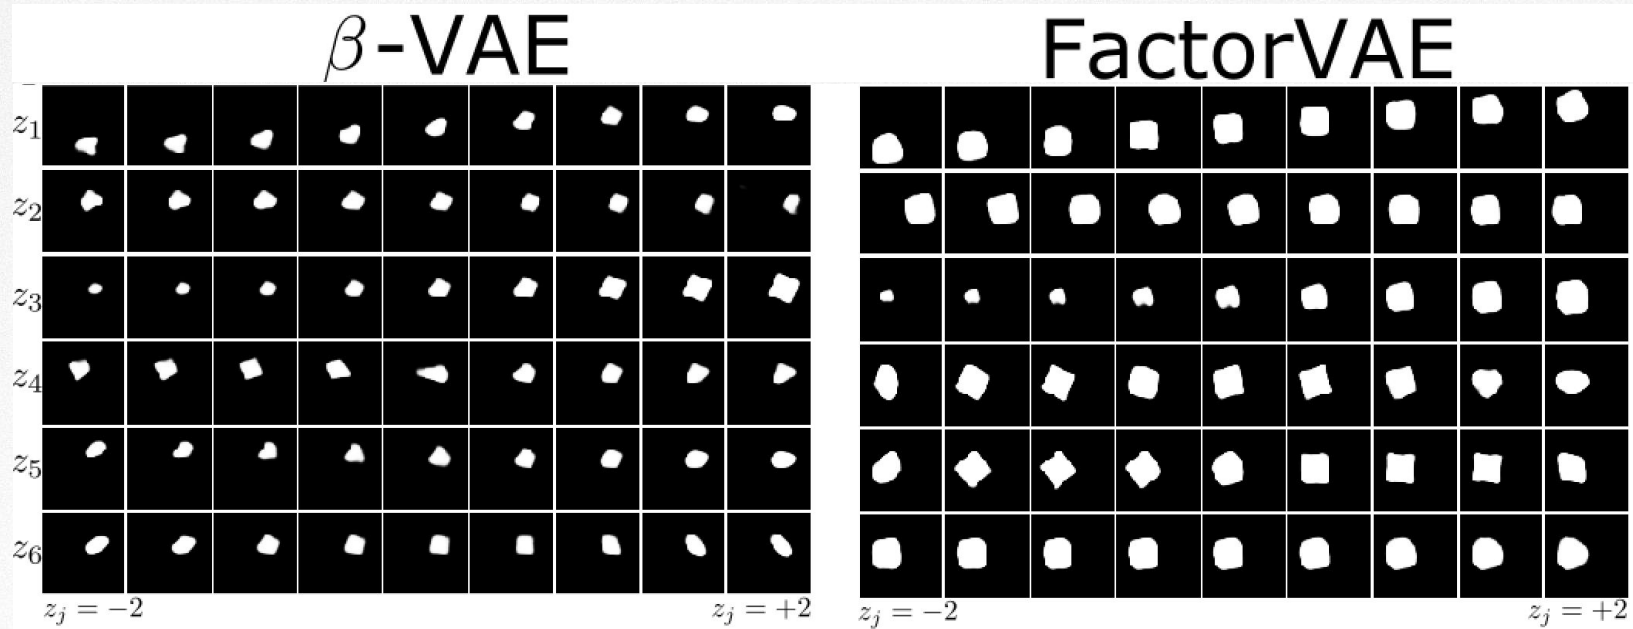 β-VAE
FactorVAE
z₁
z₂
z₃
z₄
z₅
z₆
zⱼ = −2
zⱼ = +2
zⱼ = −2
zⱼ = +2